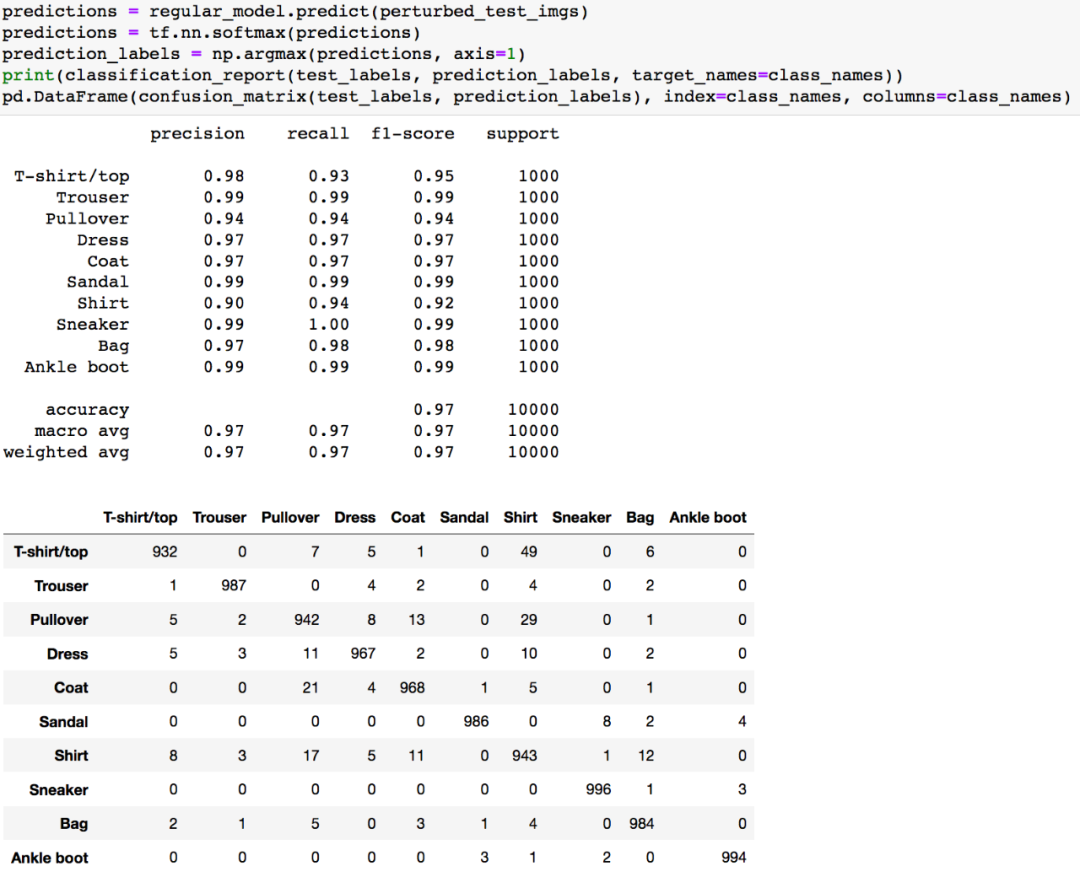 predictions = regular_model.predict(perturbed_test_imgs)
predictions = tf.nn.softmax(predictions)
prediction_labels = np.argmax(predictions, axis=1)
print(classification_report(test_labels, prediction_labels, target_names=class_names))
pd.DataFrame(confusion_matrix(test_labels, prediction_labels), index=class_names, columns=class_names)
precision recall f1-score support
T-shirt/top 0.98 0.93 0.95 1000
Trouser 0.99 0.99 0.99 1000
Pullover 0.94 0.94 0.94 1000
Dress 0.97 0.97 0.97 1000
Coat 0.97 0.97 0.97 1000
Sandal 0.99 0.99 0.99 1000
Shirt 0.90 0.94 0.92 1000
Sneaker 0.99 1.00 0.99 1000
Bag 0.97 0.98 0.98 1000
Ankle boot 0.99 0.99 0.99 1000
accuracy 0.97 10000
macro avg 0.97 0.97 0.97 10000
weighted avg 0.97 0.97 0.97 10000
T-shirt/top Trouser Pullover Dress Coat Sandal Shirt Sneaker Bag Ankle boot
T-shirt/top 932 0 7 5 1 0 49 0 6 0
Trouser 1 987 0 4 2 0 4 0 2 0
Pullover 5 2 942 8 13 0 29 0 1 0
Dress 5 3 11 967 2 0 10 0 2 0
Coat 0 0 21 4 968 1 5 0 1 0
Sandal 0 0 0 0 0 986 0 8 2 4
Shirt 8 3 17 5 11 0 943 1 12 0
Sneaker 0 0 0 0 0 0 0 996 1 3
Bag 2 1 5 0 3 1 4 0 984 0
Ankle boot 0 0 0 0 0 3 1 2 0 994